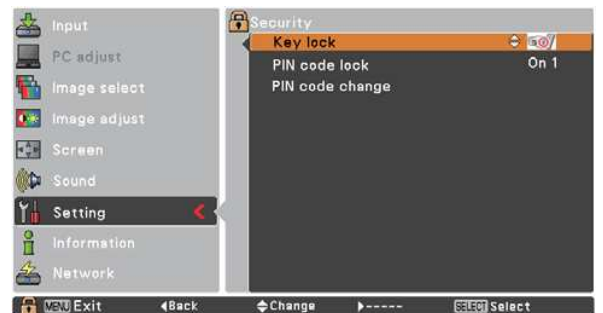 Input
PC adjust
Image select
Image adjust
Screen
Sound
Setting
Information
Network
Security
Key lock
PIN code lock On 1
PIN code change
MENU Exit ◀Back ◆Change ▶----- SELECT Select